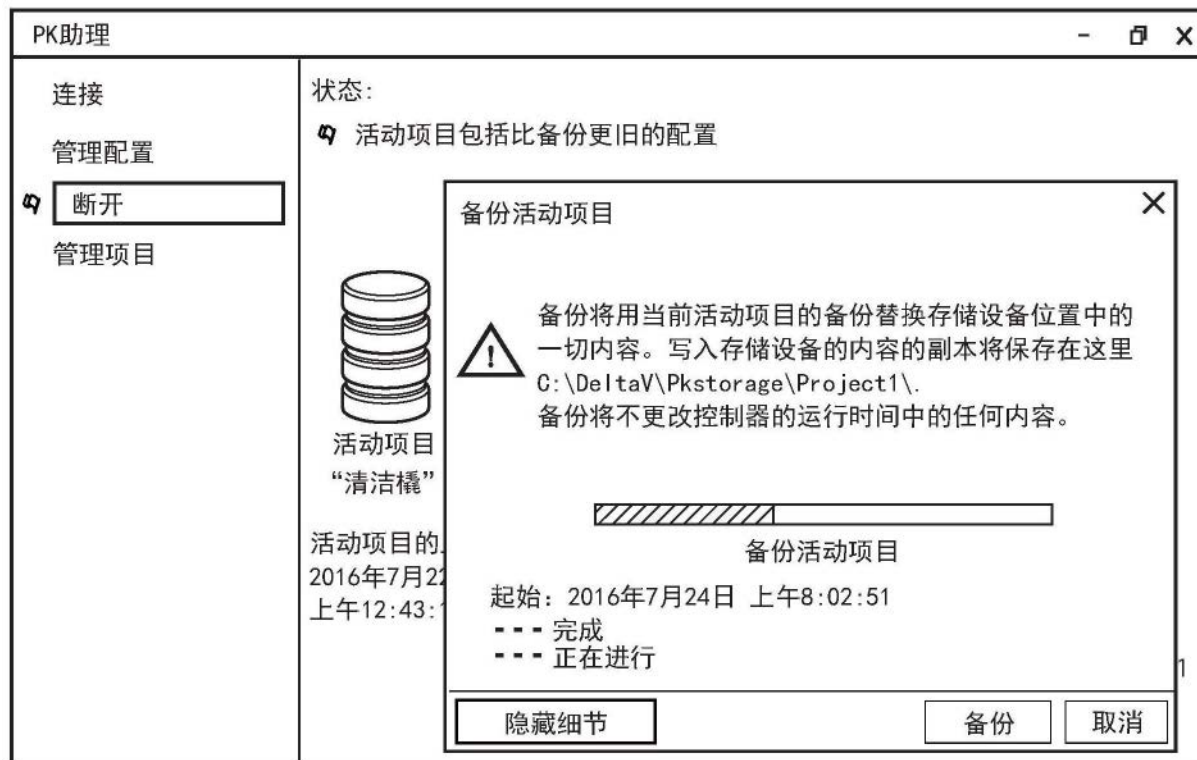 PK助理
连接
管理配置
断开
管理项目
状态:
活动项目包括比备份更旧的配置
活动项目
“清洁橇”
活动项目的
2016年7月22
上午12:43:
备份活动项目
备份将用当前活动项目的备份替换存储设备位置中的
一切内容。写入存储设备的内容的副本将保存在这里
C:\DeltaV\Pkstorage\Project1\.
备份将不更改控制器的运行时间中的任何内容。
备份活动项目
起始: 2016年7月24日 上午8:02:51
--- 完成
--- 正在进行
1
隐藏细节
备份
取消